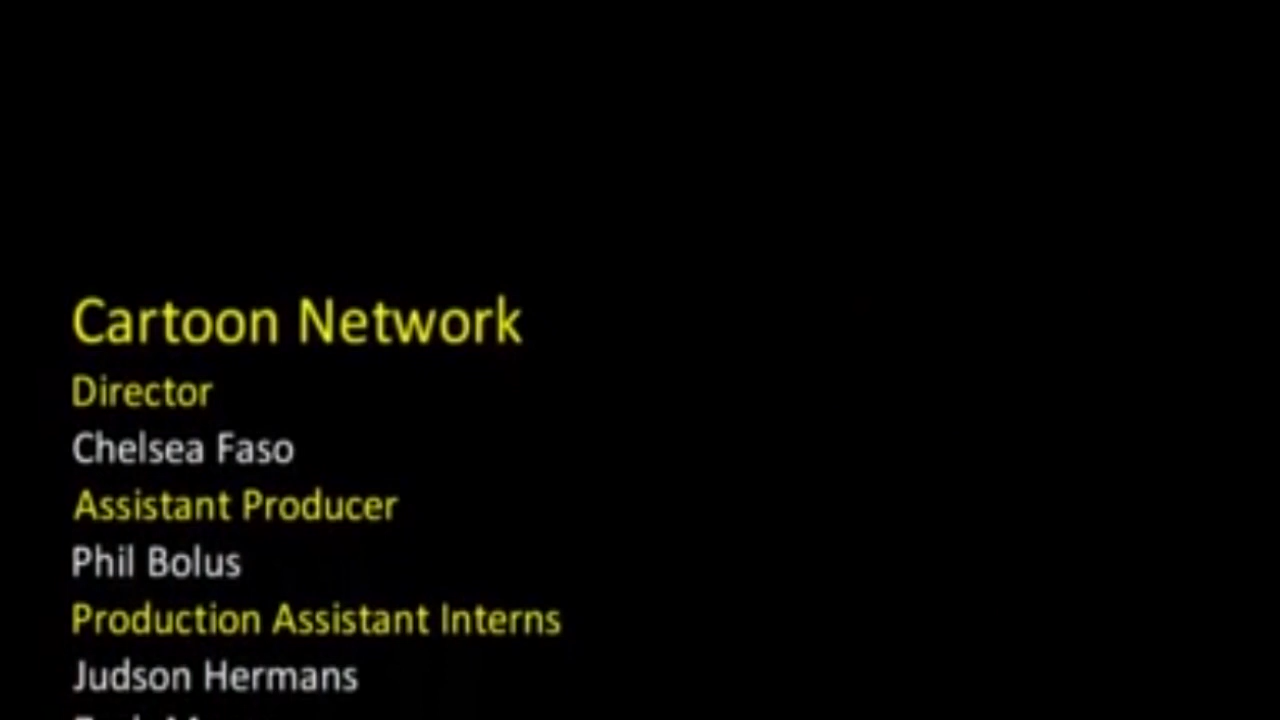 Cartoon Network
Director
Chelsea Faso
Assistant Producer
Phil Bolus
Production Assistant Interns
Judson Hermans